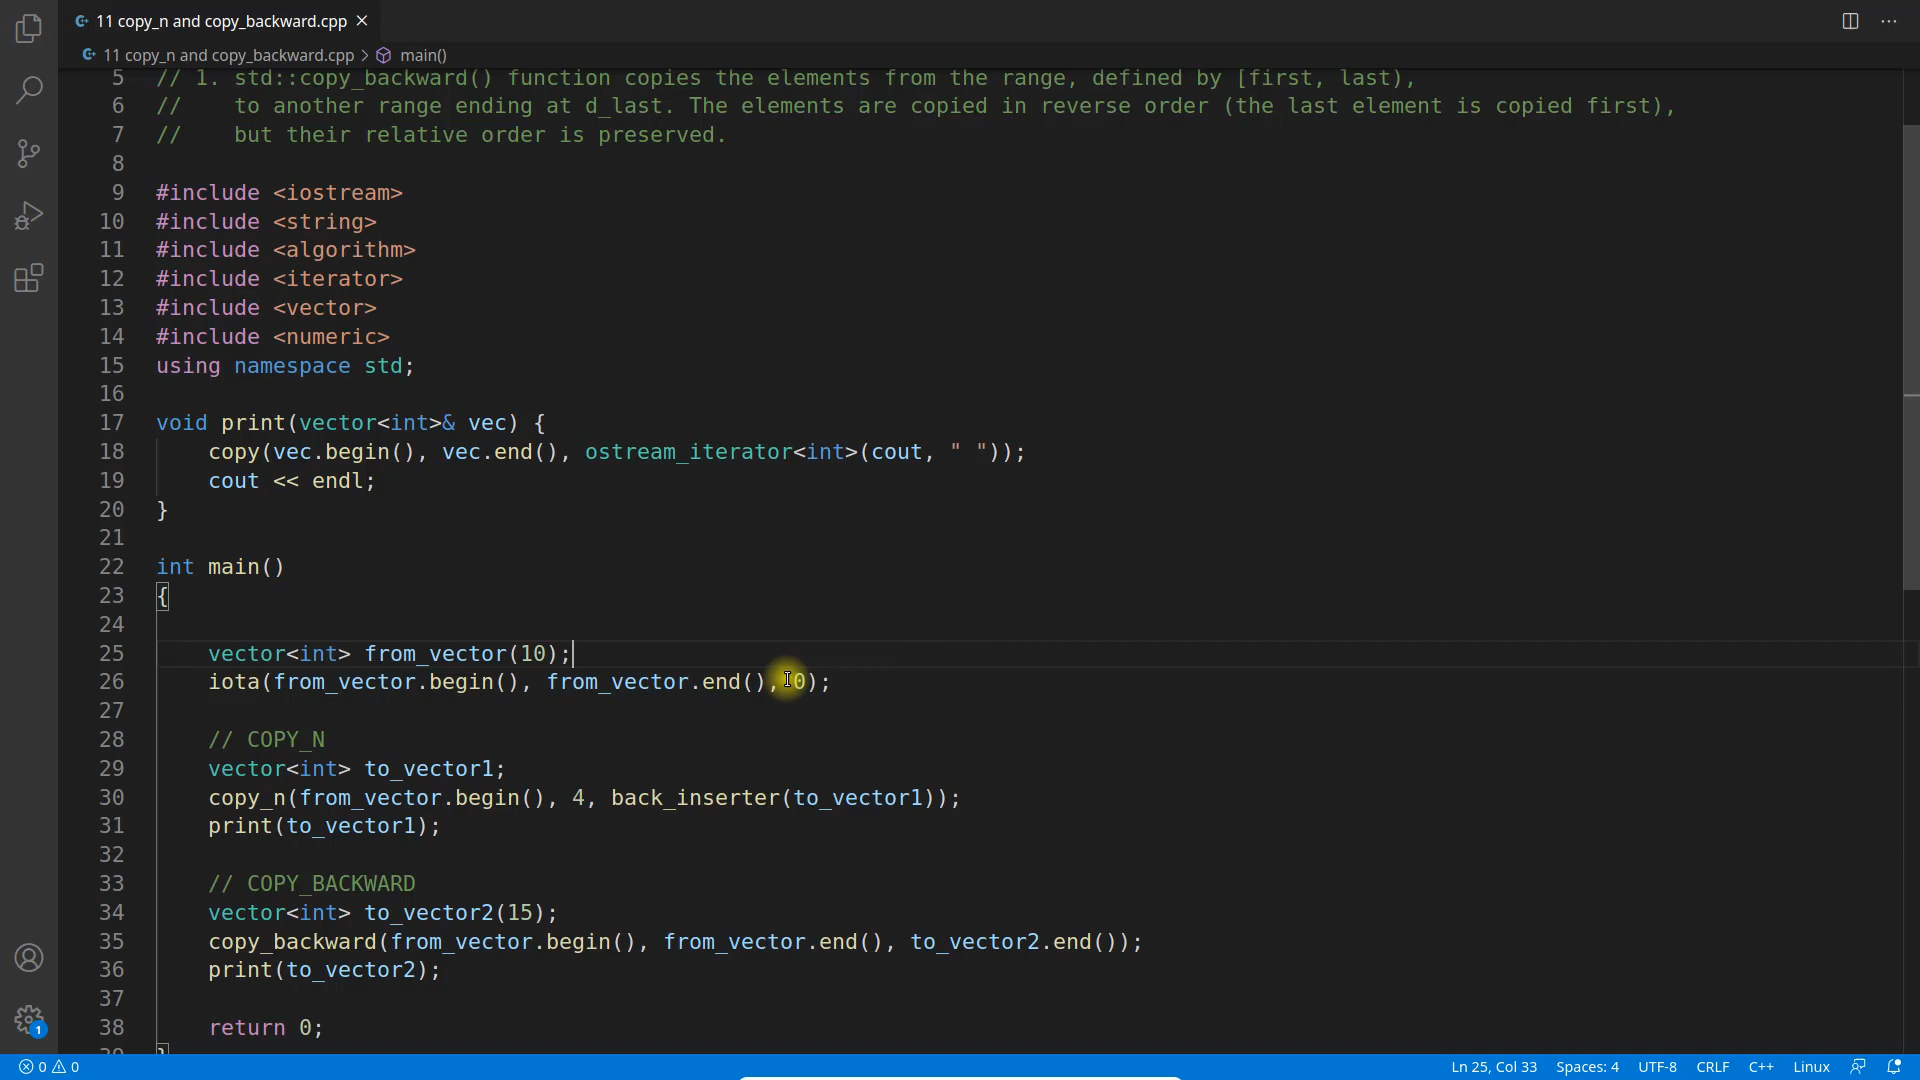 11 copy_n and copy_backward.cpp
11 copy_n and copy_backward.cpp > main()
5 // 1. std::copy_backward() function copies the elements from the range, defined by [first, last),
6 //    to another range ending at d_last. The elements are copied in reverse order (the last element is copied first),
7 //    but their relative order is preserved.
8
9 #include <iostream>
10 #include <string>
11 #include <algorithm>
12 #include <iterator>
13 #include <vector>
14 #include <numeric>
15 using namespace std;
16
17 void print(vector<int>& vec) {
18     copy(vec.begin(), vec.end(), ostream_iterator<int>(cout, " "));
19     cout << endl;
20 }
21
22 int main()
23 {
24
25     vector<int> from_vector(10);
26     iota(from_vector.begin(), from_vector.end(), 0);
27
28     // COPY_N
29     vector<int> to_vector1;
30     copy_n(from_vector.begin(), 4, back_inserter(to_vector1));
31     print(to_vector1);
32
33     // COPY_BACKWARD
34     vector<int> to_vector2(15);
35     copy_backward(from_vector.begin(), from_vector.end(), to_vector2.end());
36     print(to_vector2);
37
38     return 0;
39 }
1
0 0 Ln 25, Col 33 Spaces: 4 UTF-8 CRLF C++ Linux